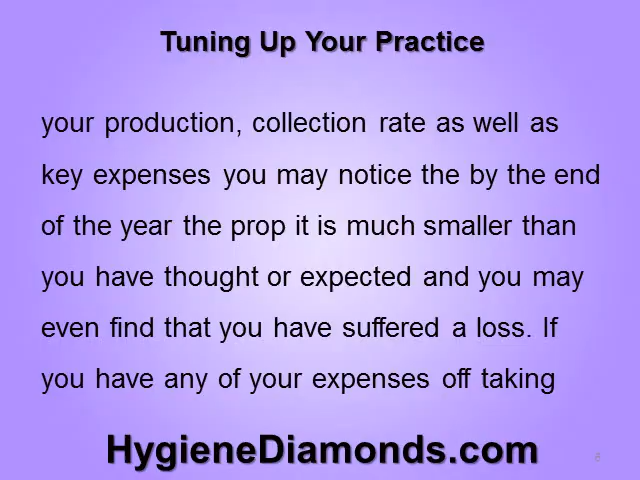 Tuning Up Your Practice
your production, collection rate as well as
key expenses you may notice the by the end
of the year the prop it is much smaller than
you have thought or expected and you may
even find that you have suffered a loss. If
you have any of your expenses off taking
HygieneDiamonds.com
6